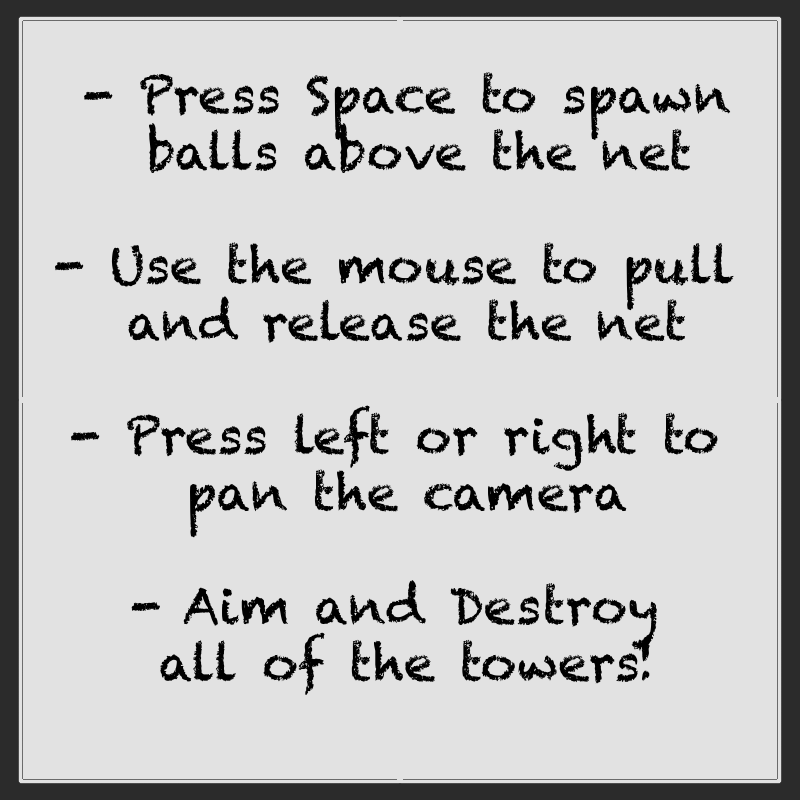 - Press Space to spawn
balls above the net
- Use the mouse to pull
and release the net
- Press left or right to
pan the camera
- Aim and Destroy
all of the towers!